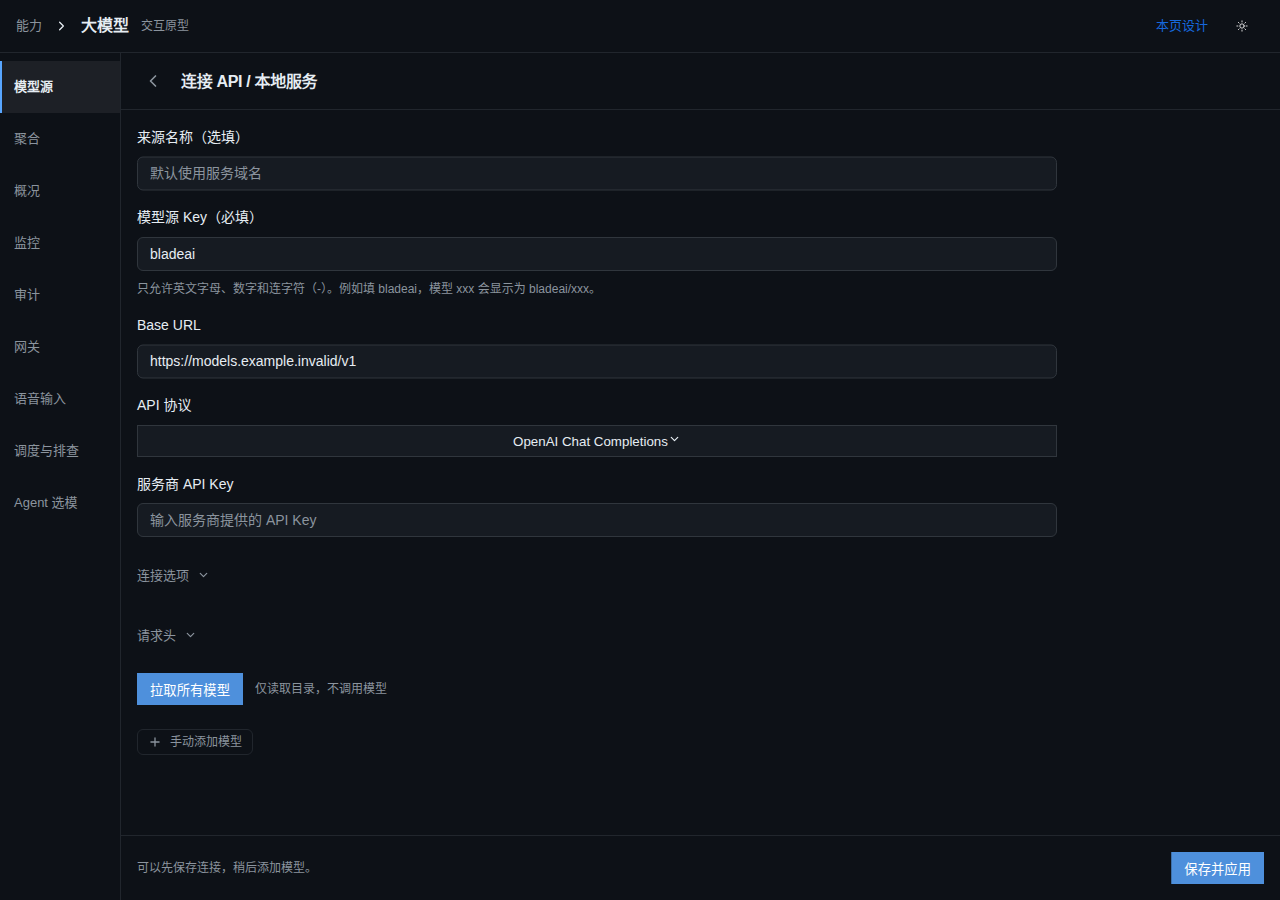 能力 大模型 交互原型 本页设计
模型源
聚合
概况
监控
审计
网关
语音输入
调度与排查
Agent 选模
连接 API / 本地服务
来源名称（选填）
默认使用服务域名
模型源 Key（必填）
bladeai
只允许英文字母、数字和连字符（-）。例如填 bladeai，模型 xxx 会显示为 bladeai/xxx。
Base URL
https://models.example.invalid/v1
API 协议
OpenAI Chat Completions
服务商 API Key
输入服务商提供的 API Key
连接选项
请求头
拉取所有模型 仅读取目录，不调用模型
手动添加模型
可以先保存连接，稍后添加模型。 保存并应用